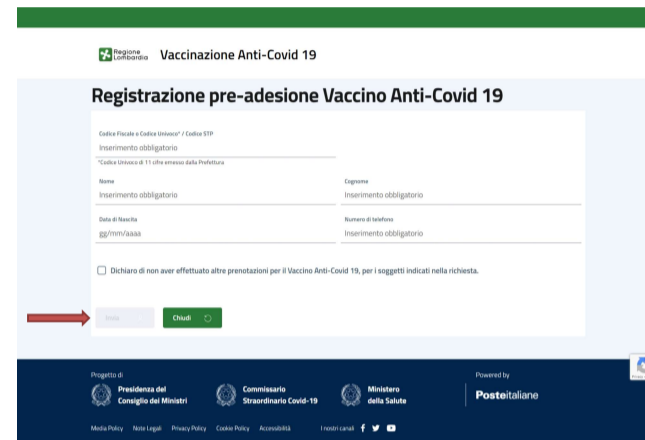 Regione Lombardia
Vaccinazione Anti-Covid 19
Registrazione pre-adesione Vaccino Anti-Covid 19
Codice Fiscale o Codice Univoco* / Codice STP
Inserimento obbligatorio
*Codice Univoco di 11 cifre emesso dalla Prefettura
Nome
Cognome
Inserimento obbligatorio
Inserimento obbligatorio
Data di Nascita
Numero di telefono
gg/mm/aaaa
Inserimento obbligatorio
Dichiaro di non aver effettuato altre prenotazioni per il Vaccino Anti-Covid 19, per i soggetti indicati nella richiesta.
Invia
Chiudi
Progetto di
Powered by
Presidenza del
Consiglio dei Ministri
Commissario
Straordinario Covid-19
Ministero
della Salute
Posteitaliane
Media Policy Note Legali Privacy Policy Cookie Policy Accessibilità I nostri canali